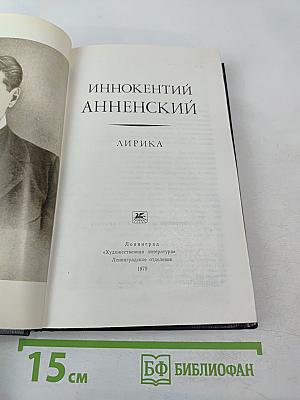 ИННОКЕНТИЙ
АННЕНСКИЙ
ЛИРИКА
Ленинград
«Художественная литература»
Ленинградское отделение
1979
15 см
БФ БИБЛИОФАН